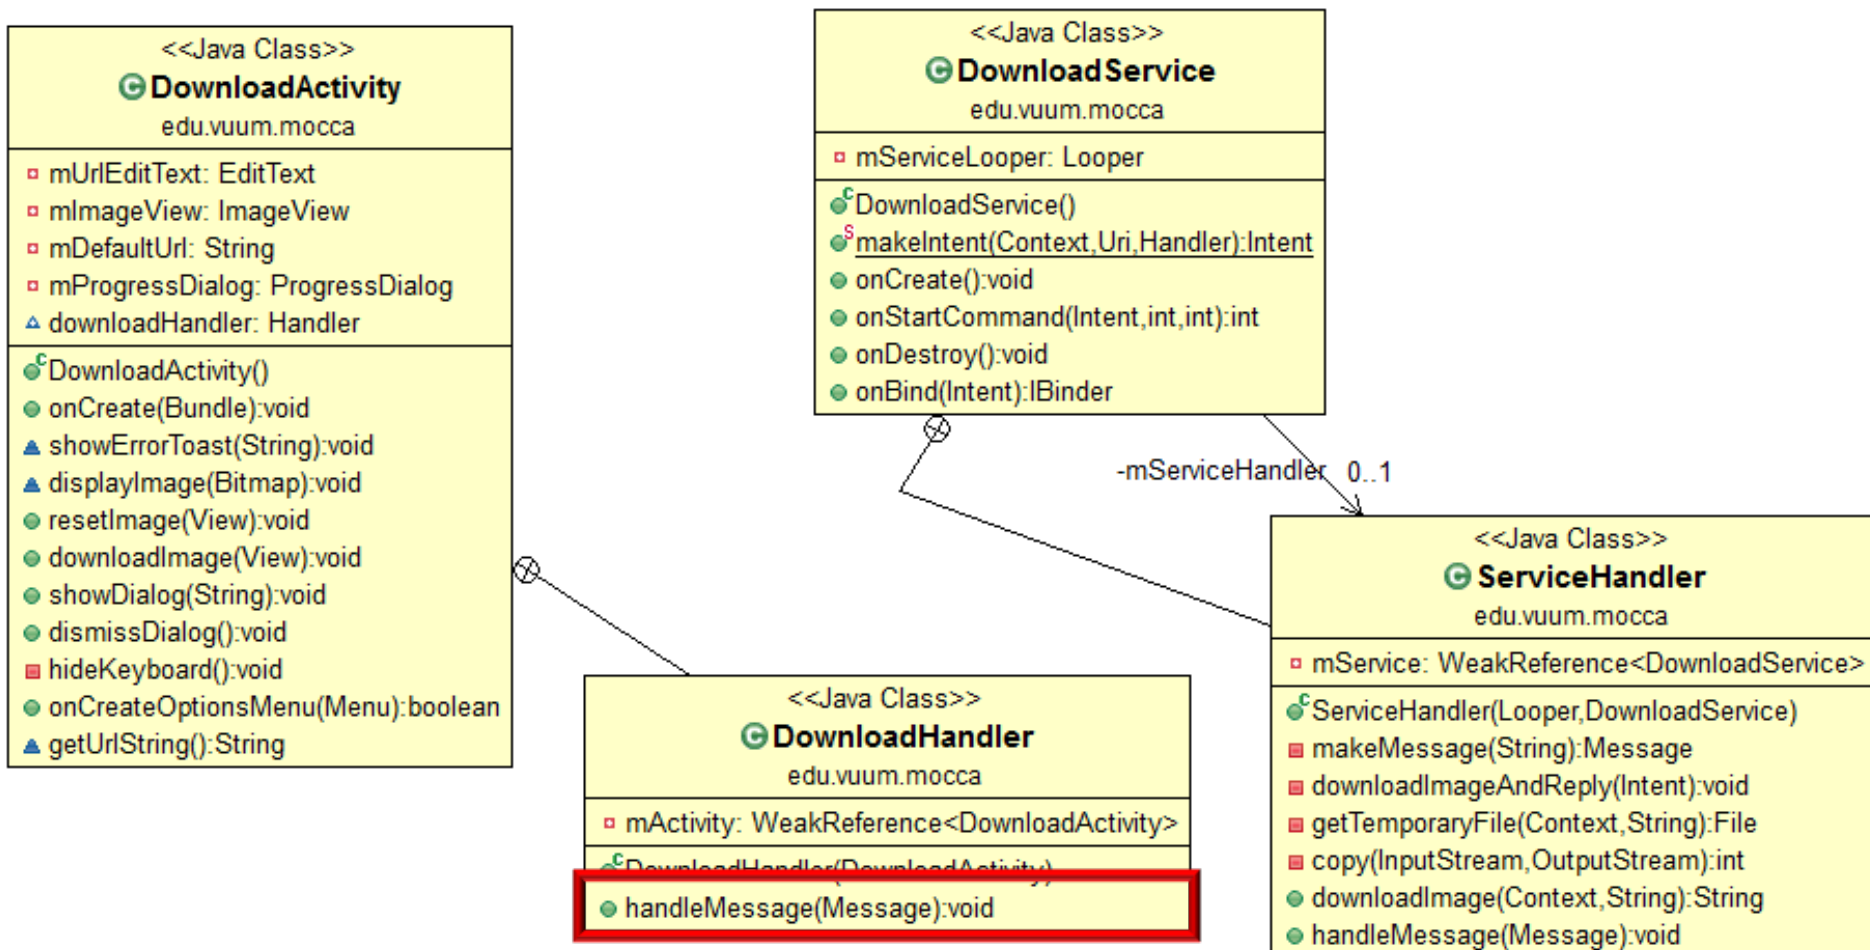 <<Java Class>>
DownloadActivity
edu.vuum.mocca
mUrlEditText: EditText
mImageView: ImageView
mDefaultUrl: String
mProgressDialog: ProgressDialog
downloadHandler: Handler
DownloadActivity()
onCreate(Bundle):void
showErrorToast(String):void
displayImage(Bitmap):void
resetImage(View):void
downloadImage(View):void
showDialog(String):void
dismissDialog():void
hideKeyboard():void
onCreateOptionsMenu(Menu):boolean
getUrlString():String
<<Java Class>>
DownloadService
edu.vuum.mocca
mServiceLooper: Looper
DownloadService()
makeIntent(Context,Uri,Handler):Intent
onCreate():void
onStartCommand(Intent,int,int):int
onDestroy():void
onBind(Intent):IBinder
-mServiceHandler 0..1
<<Java Class>>
DownloadHandler
edu.vuum.mocca
mActivity: WeakReference<DownloadActivity>
DownloadHandler(DownloadActivity)
handleMessage(Message):void
<<Java Class>>
ServiceHandler
edu.vuum.mocca
mService: WeakReference<DownloadService>
ServiceHandler(Looper,DownloadService)
makeMessage(String):Message
downloadImageAndReply(Intent):void
getTemporaryFile(Context,String):File
copy(InputStream,OutputStream):int
downloadImage(Context,String):String
handleMessage(Message):void